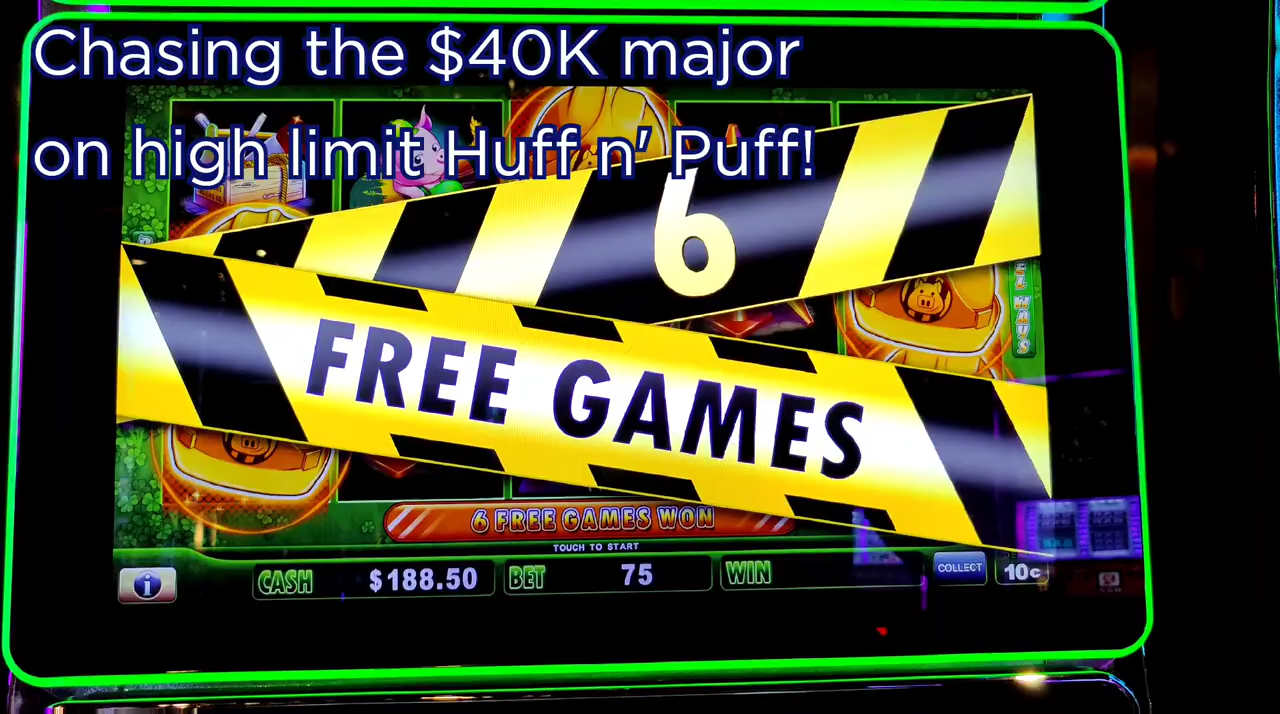 Chasing the $40K major
on high limit Huff n' Puff!
6
FREE GAMES
6 FREE GAMES WON
TOUCH TO START
CASH $188.50 BET 75 WIN COLLECT 10¢